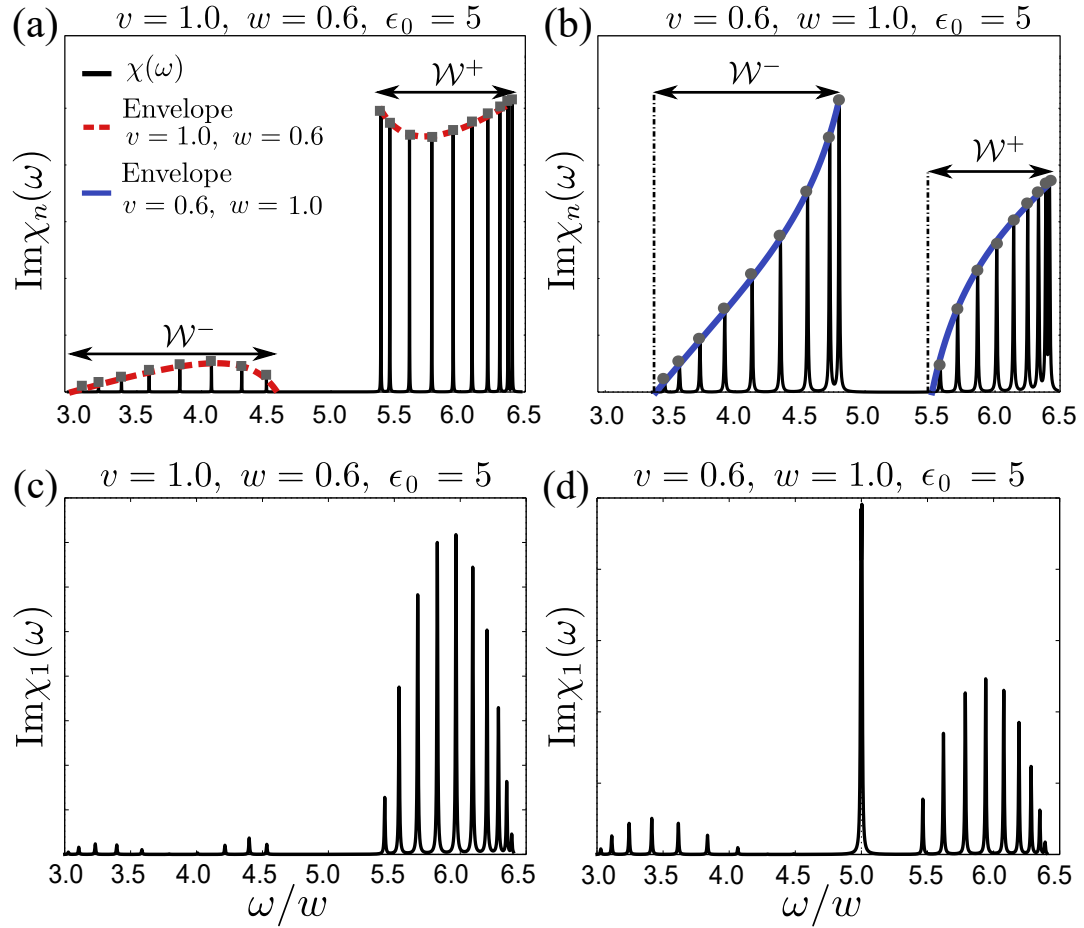 (a) v = 1.0, w = 0.6, ϵ₀ = 5
χ(ω)
Envelope
v = 1.0, w = 0.6
Envelope
v = 0.6, w = 1.0
𝒲⁺
𝒲⁻
Imχₙ(ω)
3.0 3.5 4.0 4.5 5.0 5.5 6.0 6.5
(b) v = 0.6, w = 1.0, ϵ₀ = 5
𝒲⁻
𝒲⁺
Imχₙ(ω)
3.0 3.5 4.0 4.5 5.0 5.5 6.0 6.5
(c) v = 1.0, w = 0.6, ϵ₀ = 5
Imχ₁(ω)
3.0 3.5 4.0 4.5 5.0 5.5 6.0 6.5
ω/w
(d) v = 0.6, w = 1.0, ϵ₀ = 5
Imχ₁(ω)
3.0 3.5 4.0 4.5 5.0 5.5 6.0 6.5
ω/w